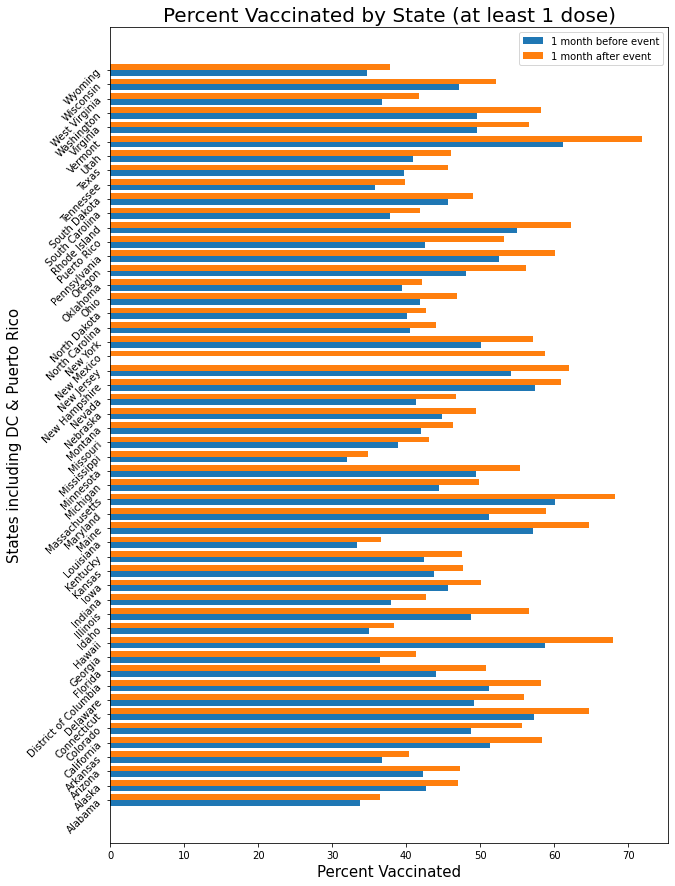 Percent Vaccinated by State (at least 1 dose)
1 month before event
1 month after event
States including DC & Puerto Rico
Wyoming
Wisconsin
West Virginia
Washington
Virginia
Vermont
Utah
Texas
Tennessee
South Dakota
South Carolina
Rhode Island
Puerto Rico
Pennsylvania
Oregon
Oklahoma
Ohio
North Dakota
North Carolina
New York
New Mexico
New Jersey
New Hampshire
Nevada
Nebraska
Montana
Missouri
Mississippi
Minnesota
Michigan
Massachusetts
Maryland
Maine
Louisiana
Kentucky
Kansas
Iowa
Indiana
Illinois
Idaho
Hawaii
Georgia
Florida
District of Columbia
Delaware
Connecticut
Colorado
California
Arkansas
Arizona
Alaska
Alabama
0 10 20 30 40 50 60 70
Percent Vaccinated